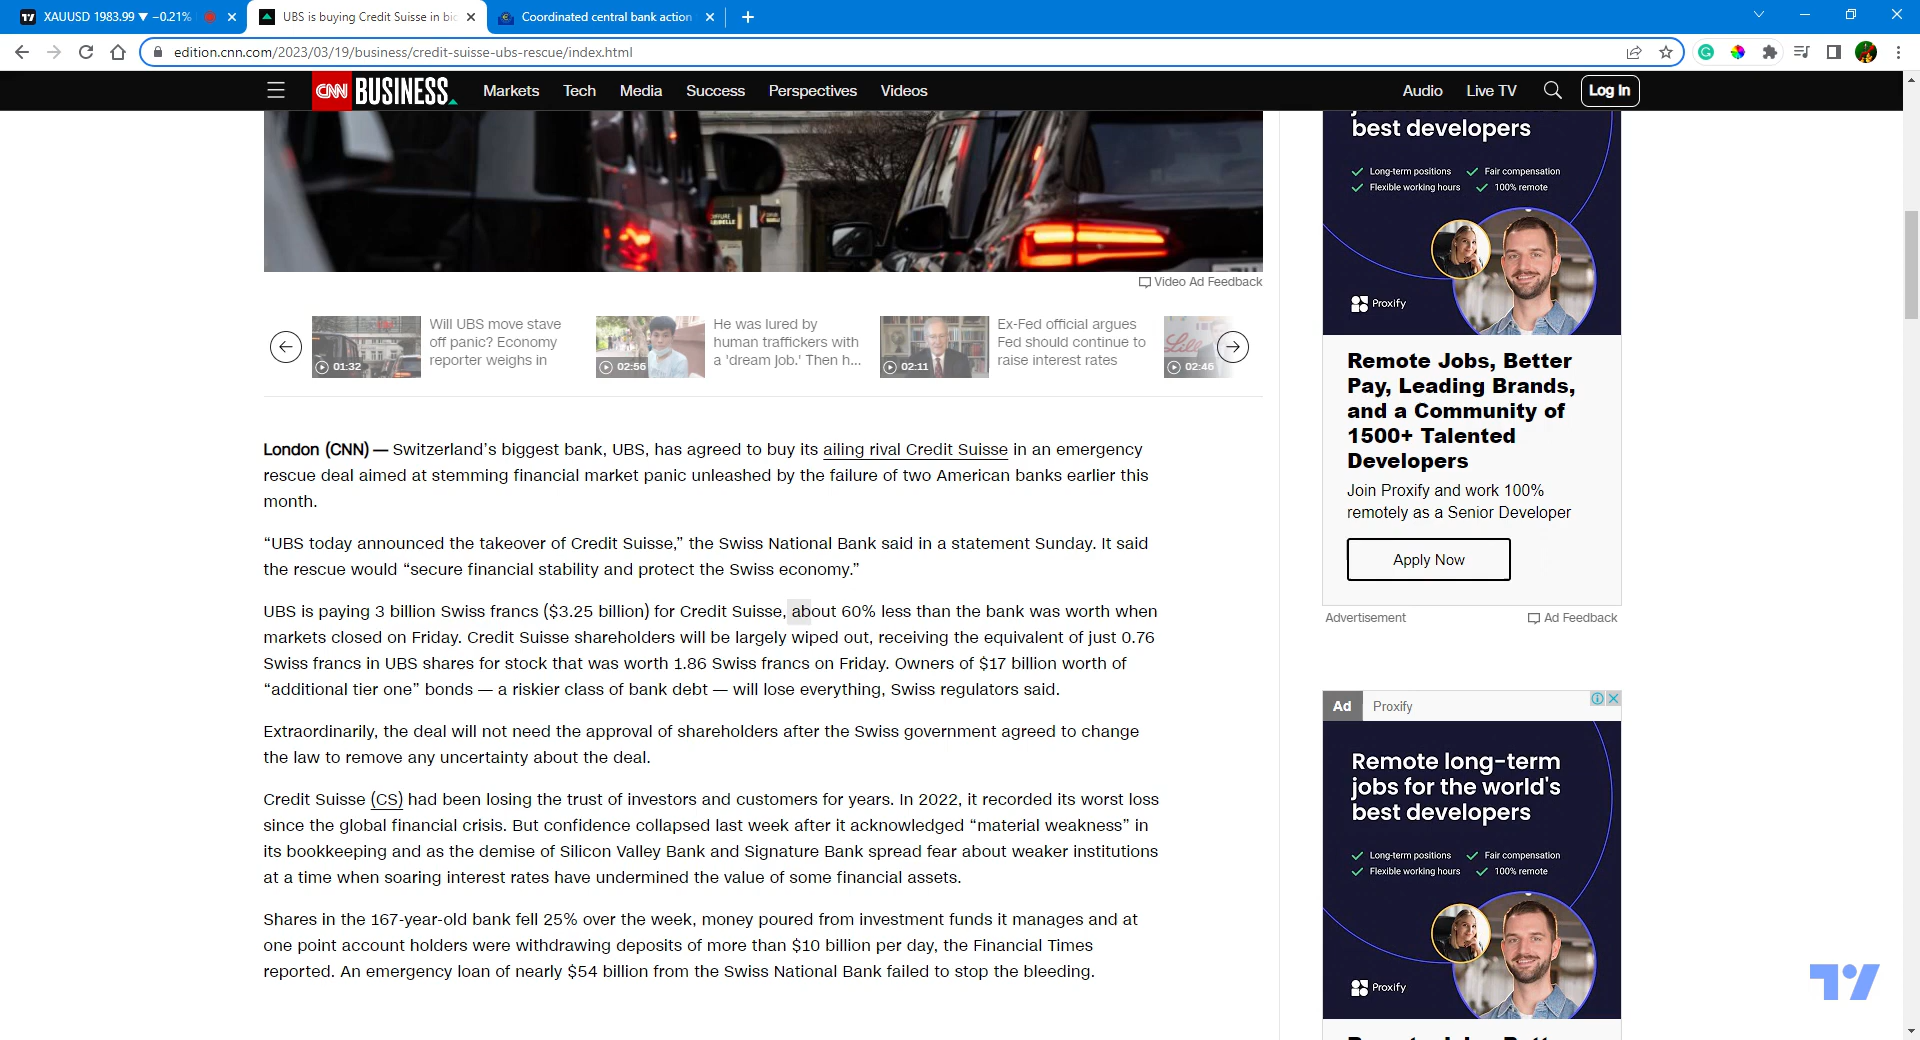 XAUUSD 1983.99 ▼ −0.21%
UBS is buying Credit Suisse in bi
Coordinated central bank action
edition.cnn.com/2023/03/19/business/credit-suisse-ubs-rescue/index.html
CNN BUSINESS Markets Tech Media Success Perspectives Videos Audio Live TV Log In
Video Ad Feedback
01:32
Will UBS move stave
off panic? Economy
reporter weighs in
02:56
He was lured by
human traffickers with
a 'dream job.' Then h...
02:11
Ex-Fed official argues
Fed should continue to
raise interest rates
02:46
London (CNN) — Switzerland’s biggest bank, UBS, has agreed to buy its ailing rival Credit Suisse in an emergency
rescue deal aimed at stemming financial market panic unleashed by the failure of two American banks earlier this
month.
“UBS today announced the takeover of Credit Suisse,” the Swiss National Bank said in a statement Sunday. It said
the rescue would “secure financial stability and protect the Swiss economy.”
UBS is paying 3 billion Swiss francs ($3.25 billion) for Credit Suisse, about 60% less than the bank was worth when
markets closed on Friday. Credit Suisse shareholders will be largely wiped out, receiving the equivalent of just 0.76
Swiss francs in UBS shares for stock that was worth 1.86 Swiss francs on Friday. Owners of $17 billion worth of
“additional tier one” bonds — a riskier class of bank debt — will lose everything, Swiss regulators said.
Extraordinarily, the deal will not need the approval of shareholders after the Swiss government agreed to change
the law to remove any uncertainty about the deal.
Credit Suisse (CS) had been losing the trust of investors and customers for years. In 2022, it recorded its worst loss
since the global financial crisis. But confidence collapsed last week after it acknowledged “material weakness” in
its bookkeeping and as the demise of Silicon Valley Bank and Signature Bank spread fear about weaker institutions
at a time when soaring interest rates have undermined the value of some financial assets.
Shares in the 167-year-old bank fell 25% over the week, money poured from investment funds it manages and at
one point account holders were withdrawing deposits of more than $10 billion per day, the Financial Times
reported. An emergency loan of nearly $54 billion from the Swiss National Bank failed to stop the bleeding.
best developers
Long-term positions Fair compensation
Flexible working hours 100% remote
Proxify
Remote Jobs, Better
Pay, Leading Brands,
and a Community of
1500+ Talented
Developers
Join Proxify and work 100%
remotely as a Senior Developer
Apply Now
Advertisement Ad Feedback
Ad Proxify
Remote long-term
jobs for the world's
best developers
Long-term positions Fair compensation
Flexible working hours 100% remote
Proxify